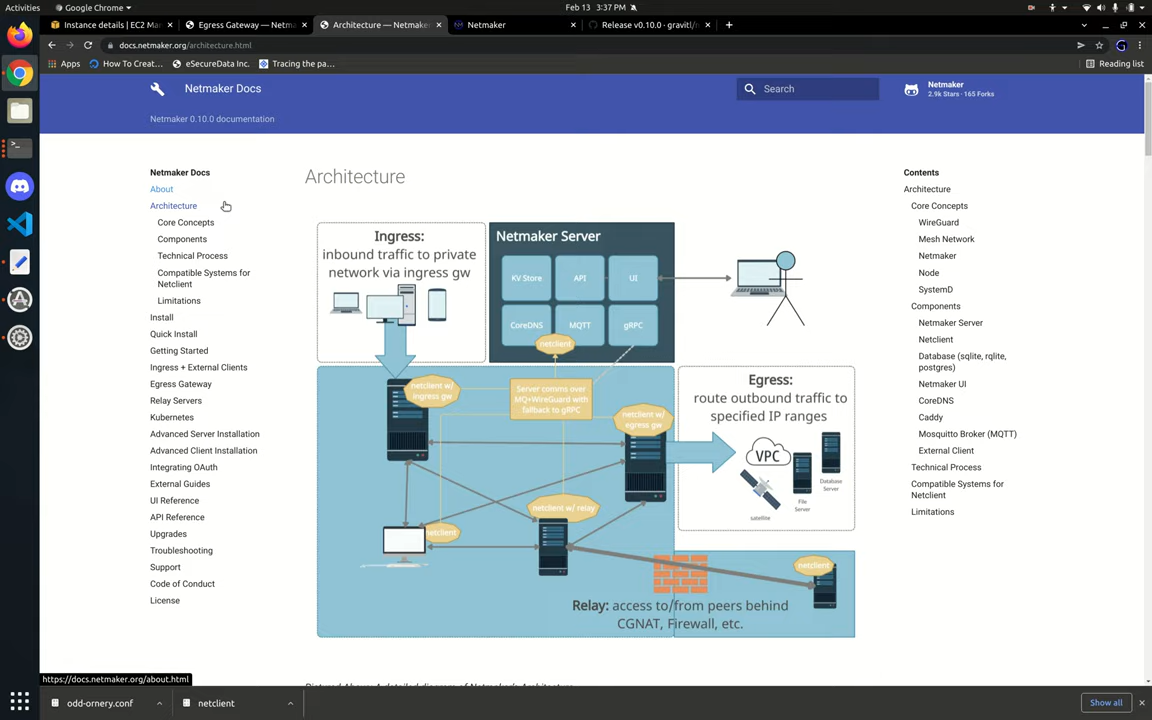 Activities
Google Chrome
Feb 13 3:37 PM
Instance details | EC2 Ma
Egress Gateway — Netm
Architecture — Netmake
Netmaker
Release v0.10.0 · gravitl/
docs.netmaker.org/architecture.html
Apps
How To Creat...
eSecureData Inc.
Tracing the pa...
Reading list
Netmaker Docs
Search
Netmaker
2.9k Stars · 165 Forks
Netmaker 0.10.0 documentation
Netmaker Docs
About
Architecture
Core Concepts
Components
Technical Process
Compatible Systems for
Netclient
Limitations
Install
Quick Install
Getting Started
Ingress + External Clients
Egress Gateway
Relay Servers
Kubernetes
Advanced Server Installation
Advanced Client Installation
Integrating OAuth
External Guides
UI Reference
API Reference
Upgrades
Troubleshooting
Support
Code of Conduct
License
Architecture
Ingress:
inbound traffic to private
network via ingress gw
Netmaker Server
KV Store
API
UI
CoreDNS
MQTT
gRPC
netclient
netclient w/
ingress gw
Server comms over
MQ+WireGuard with
fallback to gRPC
netclient w/
egress gw
Egress:
route outbound traffic to
specified IP ranges
VPC
satellite
File
Server
Database
Server
netclient
netclient w/ relay
netclient
Relay: access to/from peers behind
CGNAT, Firewall, etc.
Pictured Above: A detailed diagram of Netmaker's Architecture.
Contents
Architecture
Core Concepts
WireGuard
Mesh Network
Netmaker
Node
SystemD
Components
Netmaker Server
Netclient
Database (sqlite, rqlite,
postgres)
Netmaker UI
CoreDNS
Caddy
Mosquitto Broker (MQTT)
External Client
Technical Process
Compatible Systems for
Netclient
Limitations
https://docs.netmaker.org/about.html
odd-ornery.conf
netclient
Show all